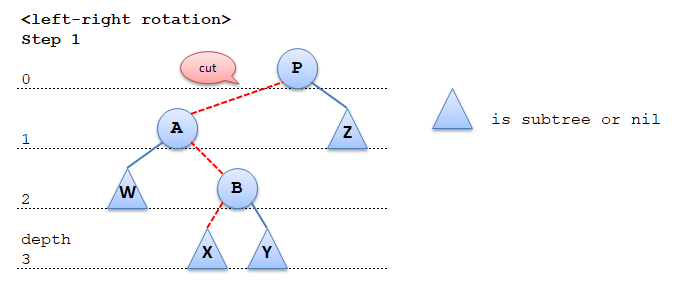 <left-right rotation>
Step 1
cut
P
0
A
Z
is subtree or nil
1
W
B
2
depth
X
Y
3